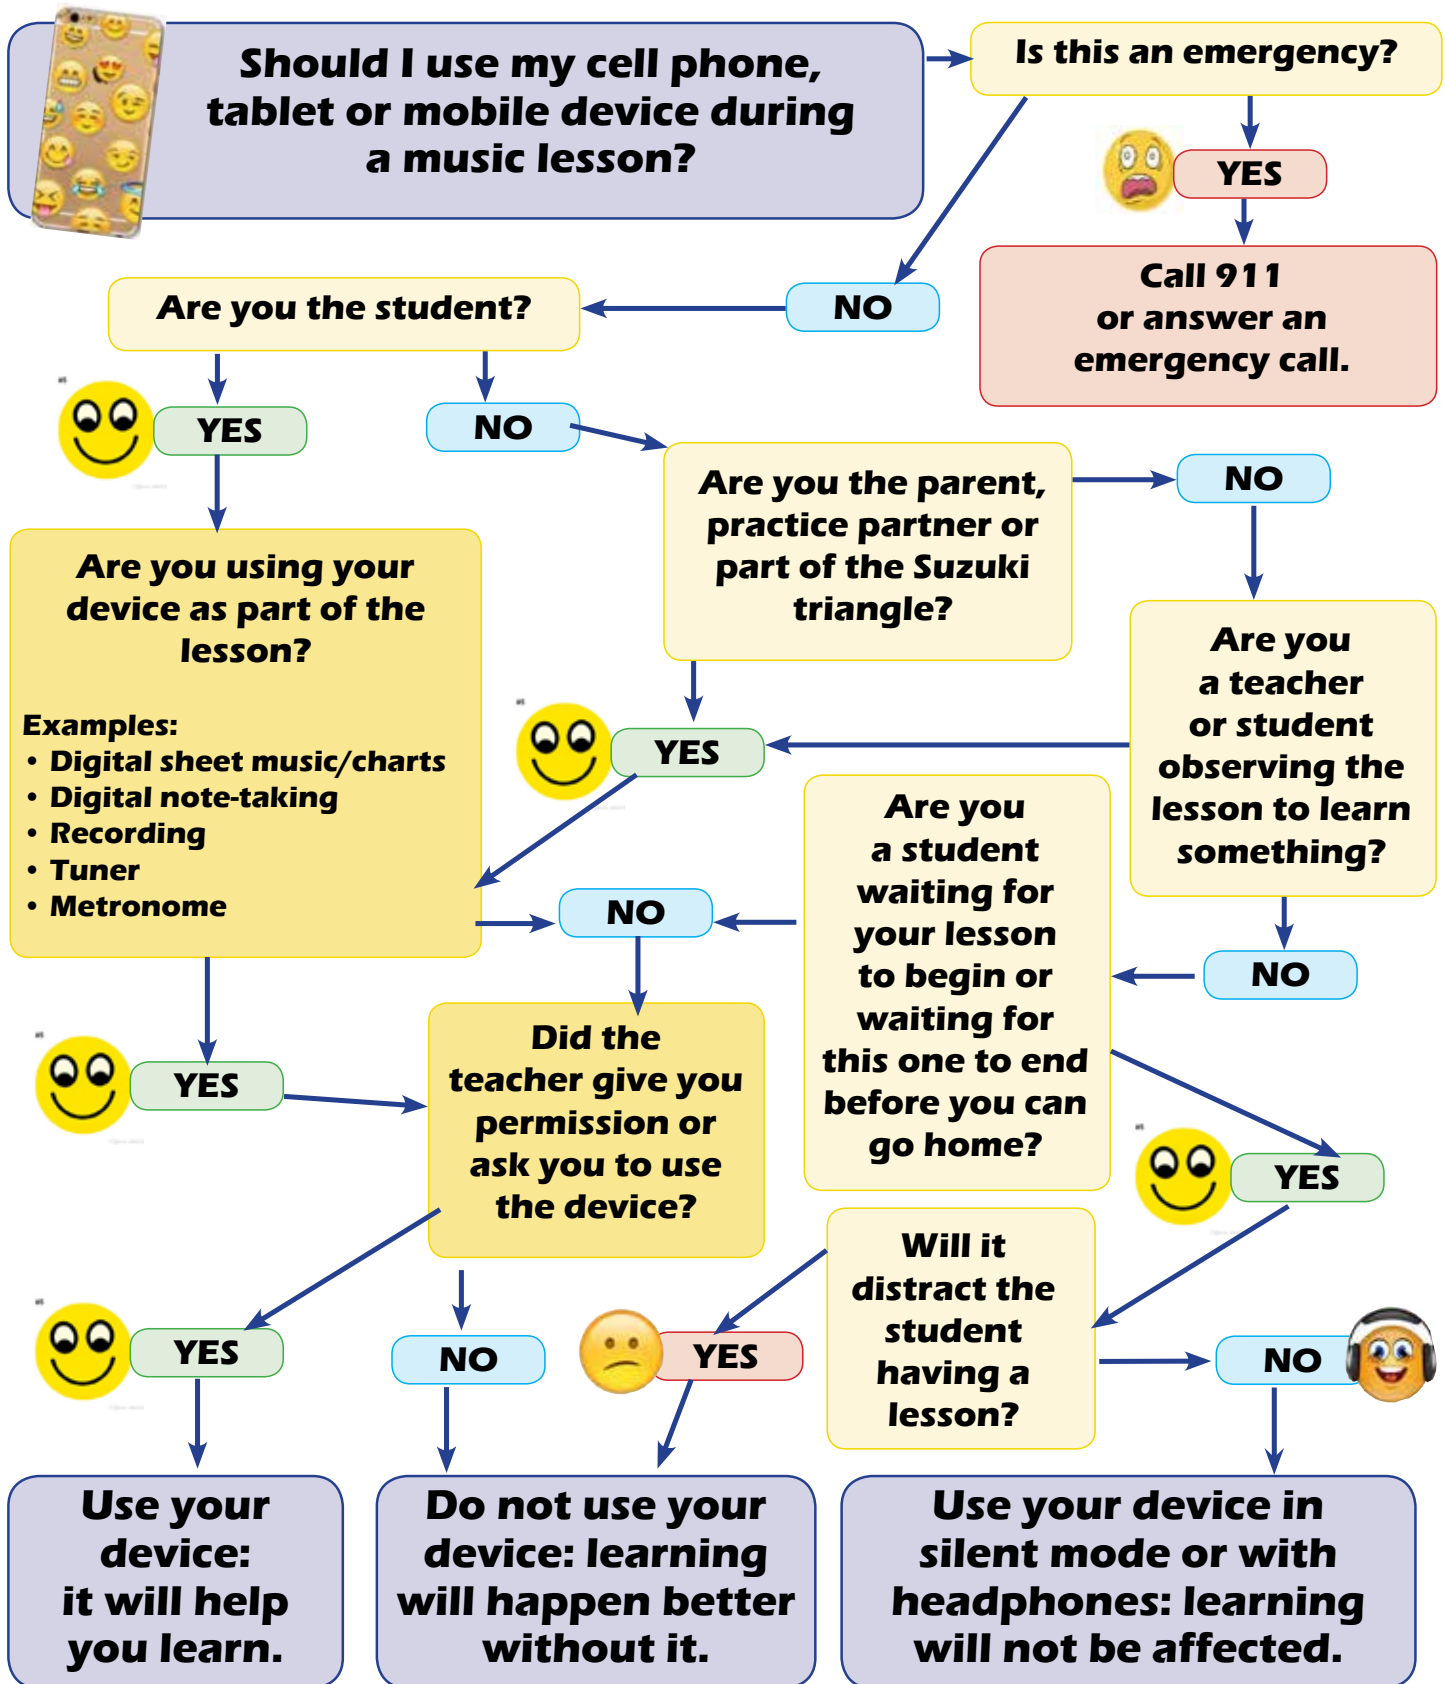 Should I use my cell phone,
tablet or mobile device during
a music lesson?
Is this an emergency?
YES
Call 911
or answer an
emergency call.
NO
Are you the student?
YES
NO
Are you the parent,
practice partner or
part of the Suzuki
triangle?
NO
Are you using your
device as part of the
lesson?
Examples:
• Digital sheet music/charts
• Digital note-taking
• Recording
• Tuner
• Metronome
YES
Are you
a teacher
or student
observing the
lesson to learn
something?
NO
Are you
a student
waiting for
your lesson
to begin or
waiting for
this one to end
before you can
go home?
NO
YES
Did the
teacher give you
permission or
ask you to use
the device?
YES
Will it
distract the
student
having a
lesson?
YES
NO
YES
NO
Use your
device:
it will help
you learn.
Do not use your
device: learning
will happen better
without it.
Use your device in
silent mode or with
headphones: learning
will not be affected.